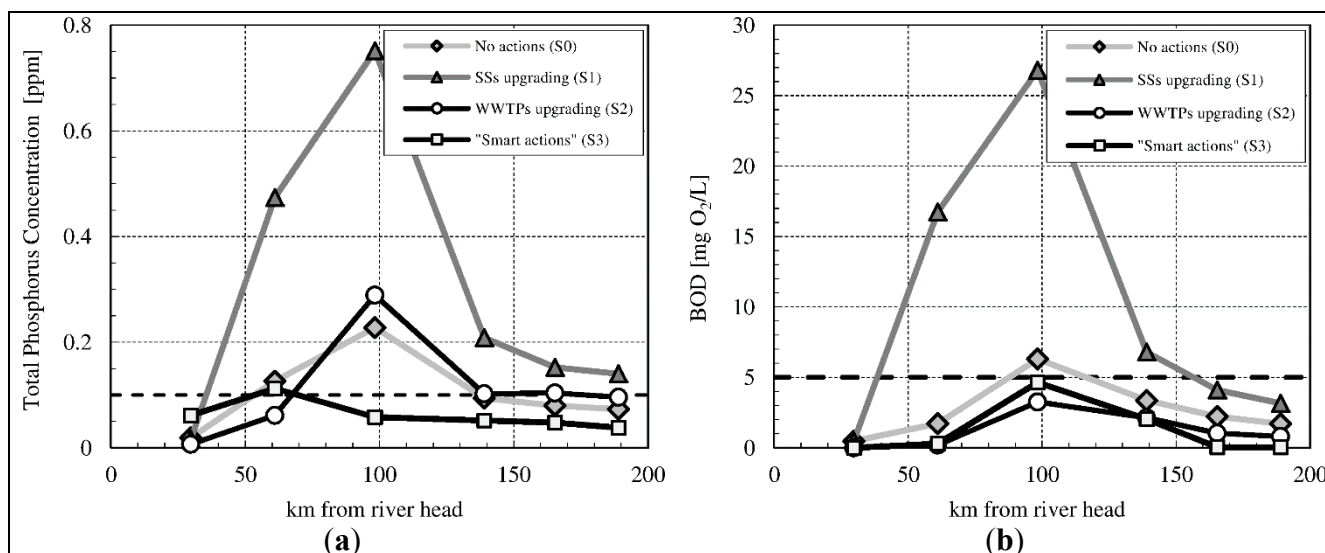 Total Phosphorus Concentration [ppm]
0.8
0.6
0.4
0.2
0
No actions (S0)
SSs upgrading (S1)
WWTPs upgrading (S2)
"Smart actions" (S3)
0 50 100 150 200
km from river head
(a)
BOD [mg O₂/L]
30
25
20
15
10
5
0
No actions (S0)
SSs upgrading (S1)
WWTPs upgrading (S2)
"Smart actions" (S3)
0 50 100 150 200
km from river head
(b)